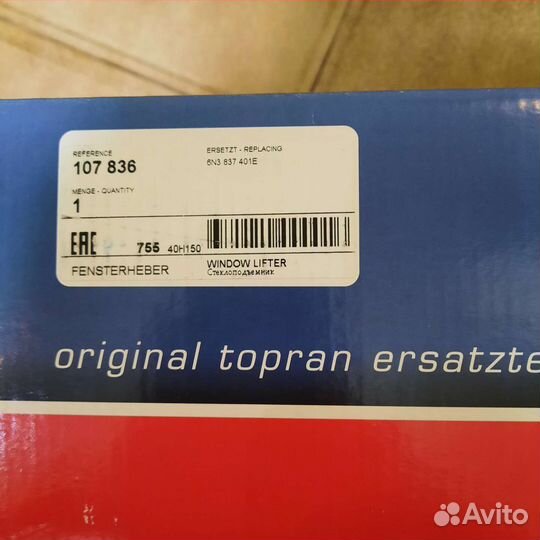 REFERENCE
107 836
ERSETZT - REPLACING
6N3 837 401E
MENGE - QUANTITY
1
EAC 755 40H150
FENSTERHEBER
WINDOW LIFTER
Стеклоподъемник
original topran ersatzte
Avito